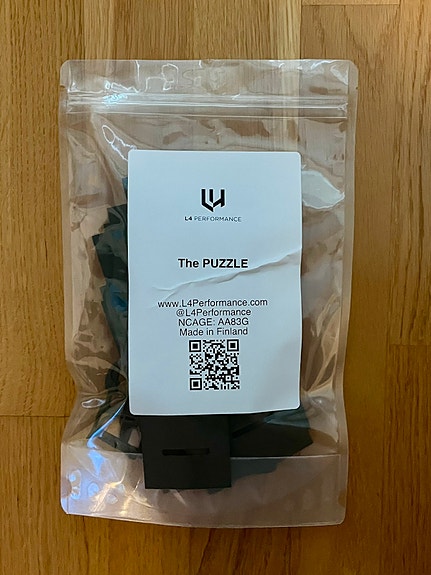 L4 PERFORMANCE
The PUZZLE
www.L4Performance.com
@L4Performance
NCAGE: AA83G
Made in Finland